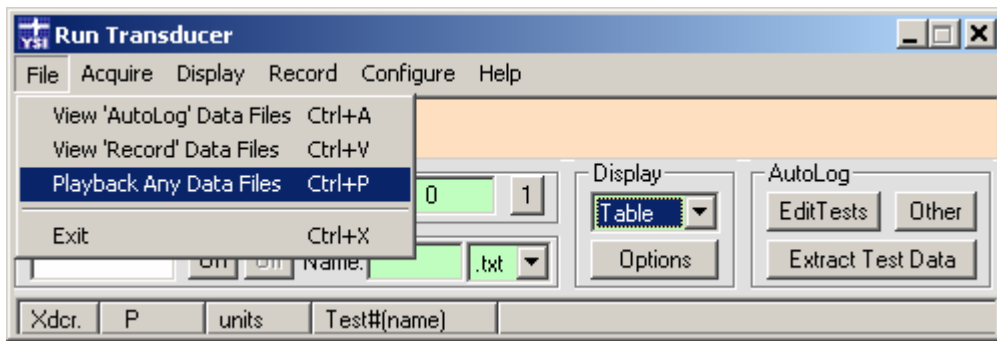 YSI Run Transducer
File Acquire Display Record Configure Help
View 'AutoLog' Data Files Ctrl+A
View 'Record' Data Files Ctrl+V
Playback Any Data Files Ctrl+P
Exit Ctrl+X
0 1
Display
Table
Options
AutoLog
EditTests Other
Extract Test Data
On Off Name: .txt
Xdcr. P units Test#(name)